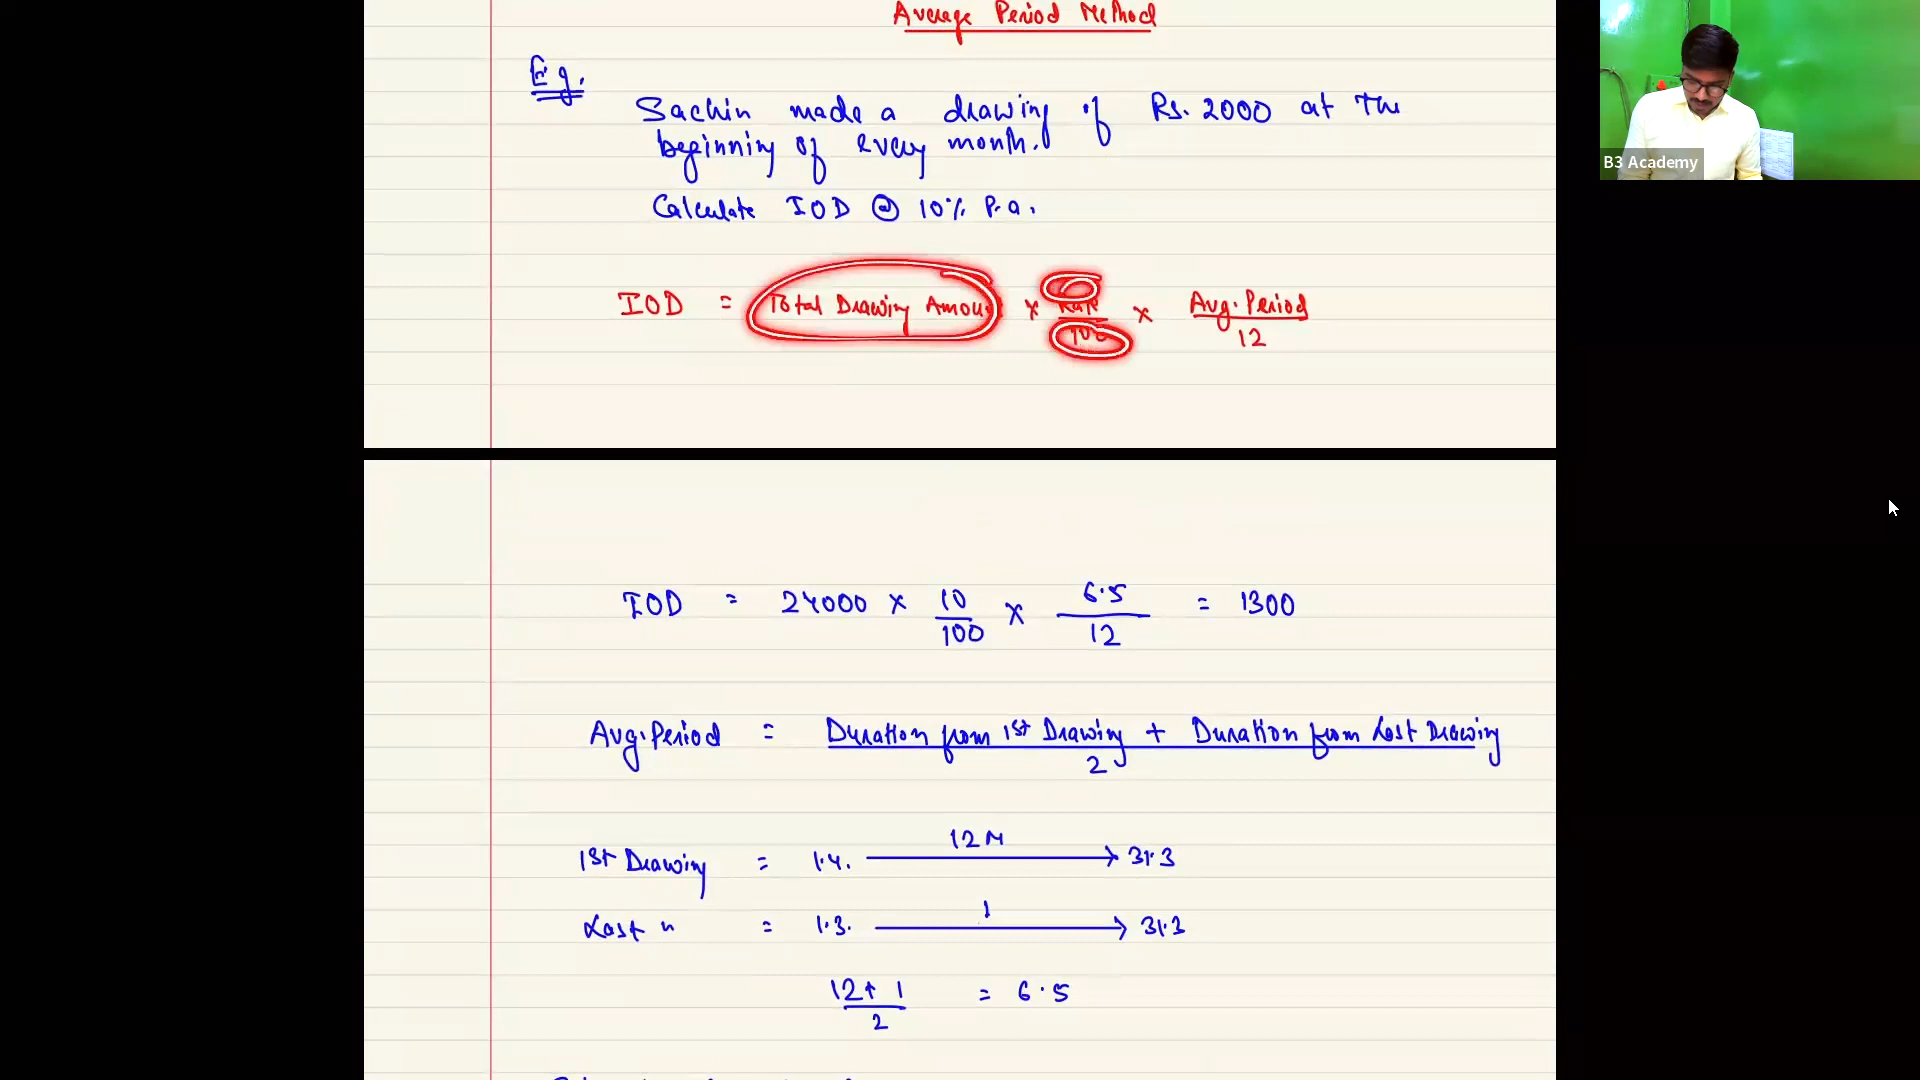 Average Period Method
Eg.
Sachin made a drawing of Rs. 2000 at the
beginning of every month.
Calculate IOD @ 10% P.a.
IOD = Total Drawing Amount × Rate/100 × Avg. Period/12
IOD = 24000 × 10/100 × 6.5/12 = 1300
Avg. Period = Duration from 1st Drawing + Duration from Last Drawing
2
12 M
1st Drawing = 1.4. → 31.3
1
Last " = 1.3. → 31.3
12+1/2 = 6.5
B3 Academy